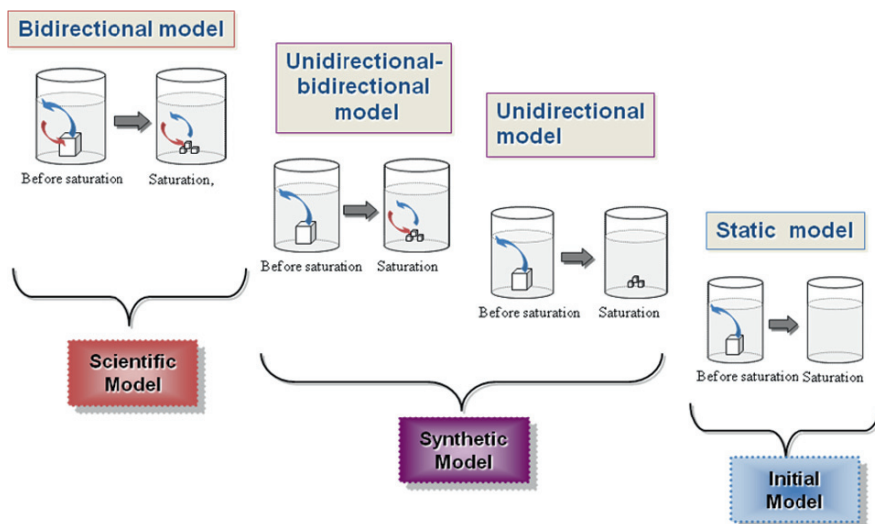 Bidirectional model
Before saturation
Saturation,
Scientific
Model
Unidirectional-
bidirectional
model
Before saturation
Saturation
Unidirectional
model
Before saturation
Saturation
Synthetic
Model
Static model
Before saturation
Saturation
Initial
Model